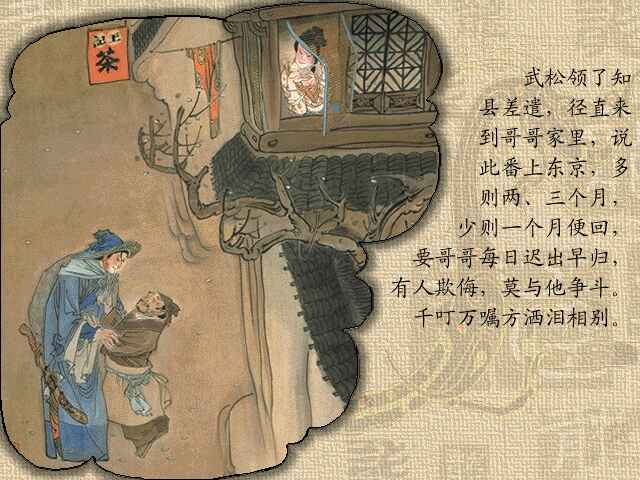 王記
茶
武松领了知
县差遣，径直来
到哥哥家里，说
此番上东京，多
则两、三个月，
少则一个月便回，
要哥哥每日迟出早归，
有人欺侮，莫与他争斗。
千叮万嘱方洒泪相别。